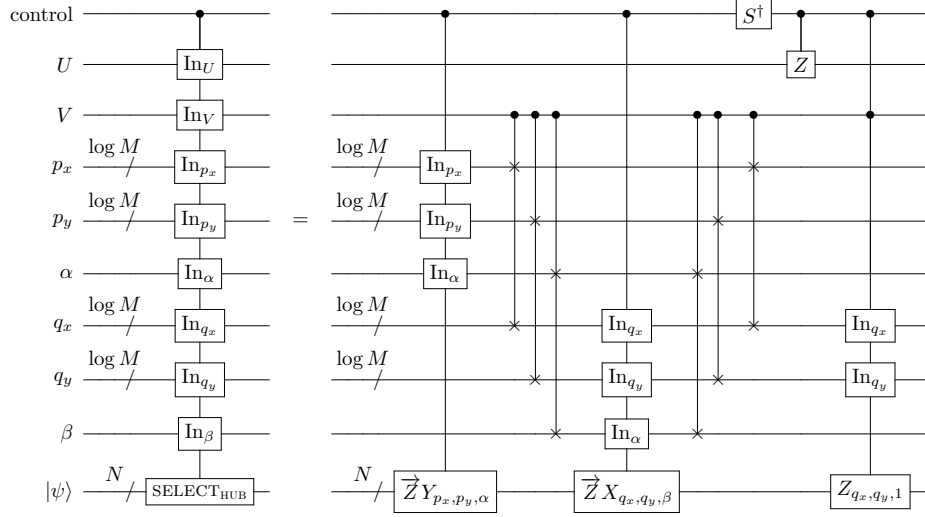 control S†
U In_U Z
V In_V
p_x log M In_{p_x} log M In_{p_x}
p_y log M In_{p_y} = log M In_{p_y}
α In_α In_α
q_x log M In_{q_x} log M In_{q_x} In_{q_x}
q_y log M In_{q_y} log M In_{q_y} In_{q_y}
β In_β In_α
|ψ⟩ N SELECT_HUB N \overrightarrow{Z}Y_{p_x,p_y,α} \overrightarrow{Z}X_{q_x,q_y,β} Z_{q_x,q_y,1}